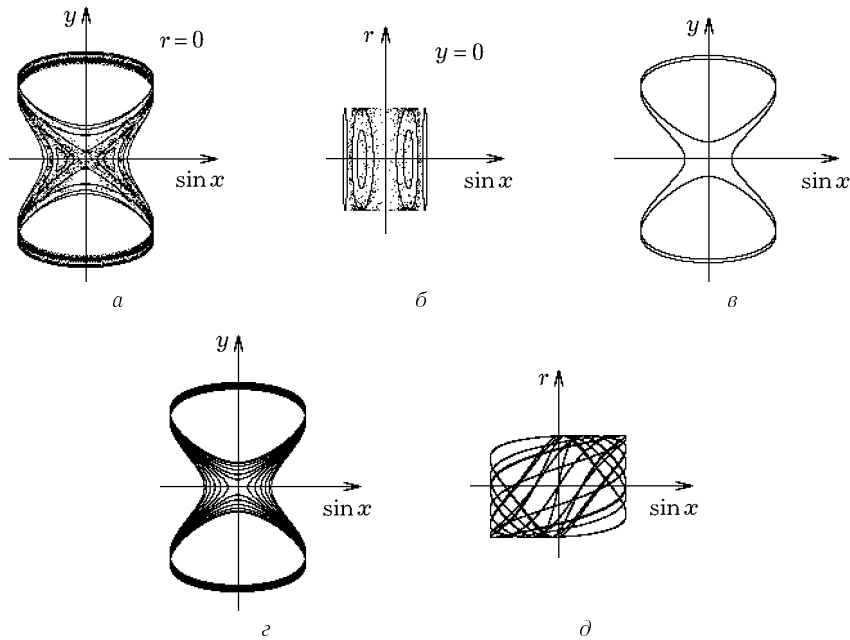 y
r = 0
sin x
а
r
y = 0
sin x
б
y
sin x
в
y
sin x
г
r
sin x
д